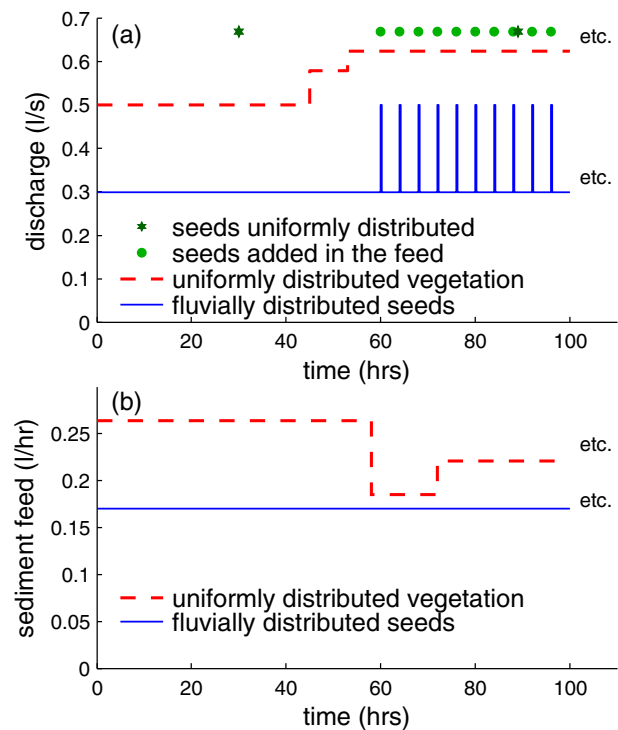 (a)
0.7
0.6
0.5
0.4
0.3
0.2
0.1
0
discharge (l/s)
etc.
etc.
seeds uniformly distributed
seeds added in the feed
uniformly distributed vegetation
fluvially distributed seeds
0 20 40 60 80 100
time (hrs)
(b)
0.25
0.2
0.15
0.1
0.05
0
sediment feed (l/hr)
etc.
etc.
uniformly distributed vegetation
fluvially distributed seeds
0 20 40 60 80 100
time (hrs)